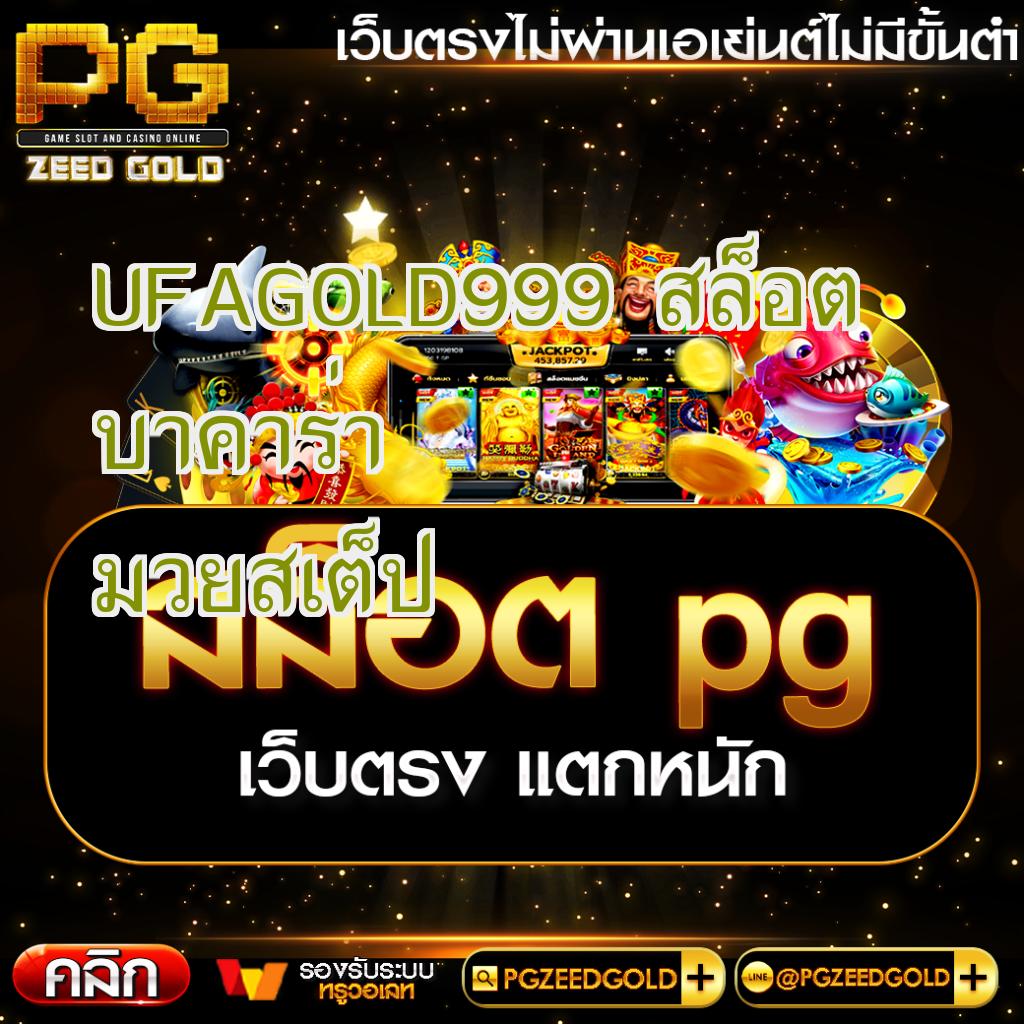 PG
เว็บตรงไม่ผ่านเอเย่นต์ไม่มีขั้นต่ำ
GAME SLOT AND CASINO ONLINE
ZEED GOLD
UFAGOLD999 สล็อต
JACKPOT
453,857.29
บาคาร่า
มวยสเต็ป
สล็อต pg
เว็บตรง แตกหนัก
คลิก
รองรับระบบ
ทรูวอเลท
PGZEEDGOLD +
LINE @PGZEEDGOLD +